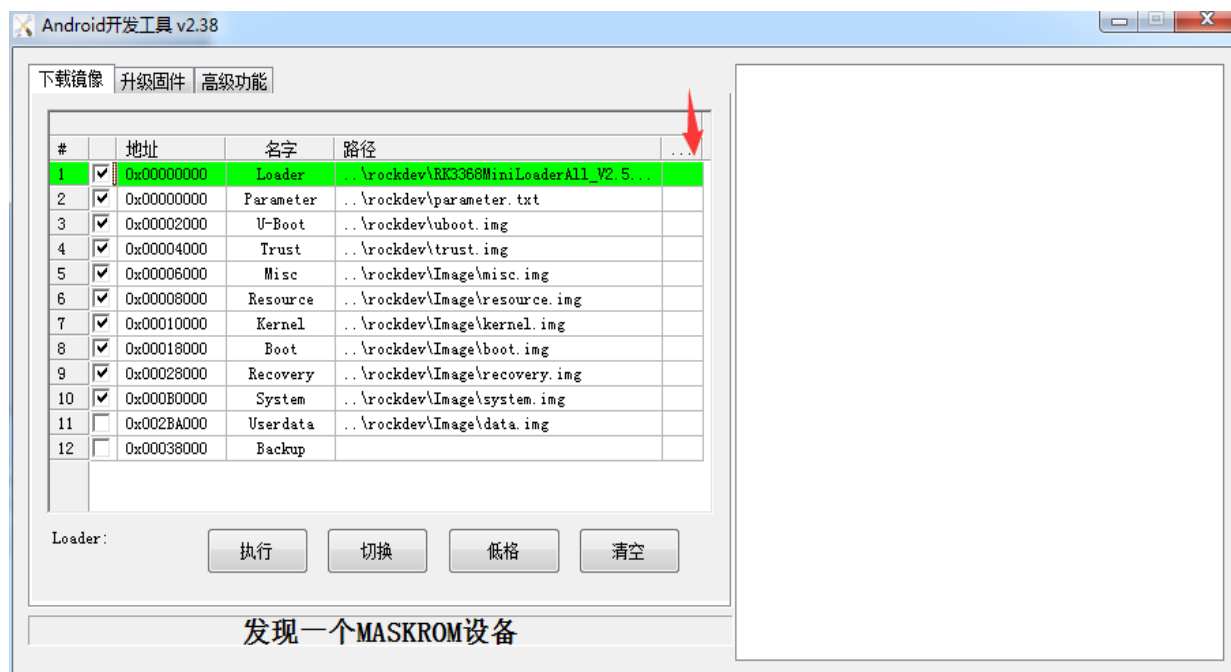 Android开发工具 v2.38
下载镜像 升级固件 高级功能
# 地址 名字 路径 ...
1 0x00000000 Loader ..\rockdev\RK3368MiniLoaderAll_V2.5...
2 0x00000000 Parameter ..\rockdev\parameter.txt
3 0x00002000 U-Boot ..\rockdev\uboot.img
4 0x00004000 Trust ..\rockdev\trust.img
5 0x00006000 Misc ..\rockdev\Image\misc.img
6 0x00008000 Resource ..\rockdev\Image\resource.img
7 0x00010000 Kernel ..\rockdev\Image\kernel.img
8 0x00018000 Boot ..\rockdev\Image\boot.img
9 0x00028000 Recovery ..\rockdev\Image\recovery.img
10 0x000B0000 System ..\rockdev\Image\system.img
11 0x002BA000 Userdata ..\rockdev\Image\data.img
12 0x00038000 Backup
Loader: 执行 切换 低格 清空
发现一个MASKROM设备